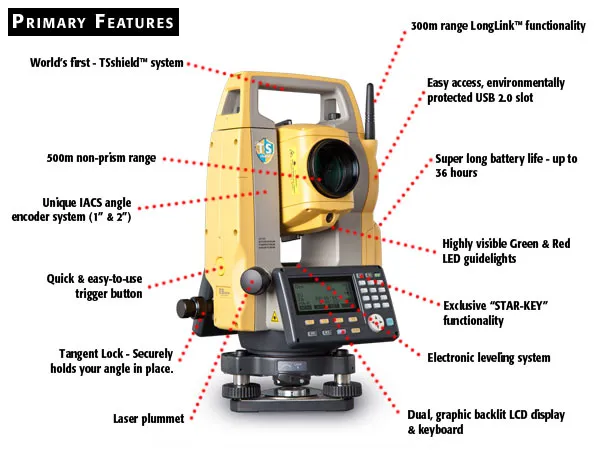 PRIMARY FEATURES
300m range LongLink™ functionality
World's first - TSshield™ system
Easy access, environmentally
protected USB 2.0 slot
TS
500m non-prism range
Super long battery life - up to
36 hours
Unique IACS angle
encoder system (1" & 2")
Highly visible Green & Red
LED guidelights
Quick & easy-to-use
trigger button
Exclusive "STAR-KEY"
functionality
Tangent Lock - Securely
holds your angle in place.
Electronic leveling system
Laser plummet
Dual, graphic backlit LCD display
& keyboard